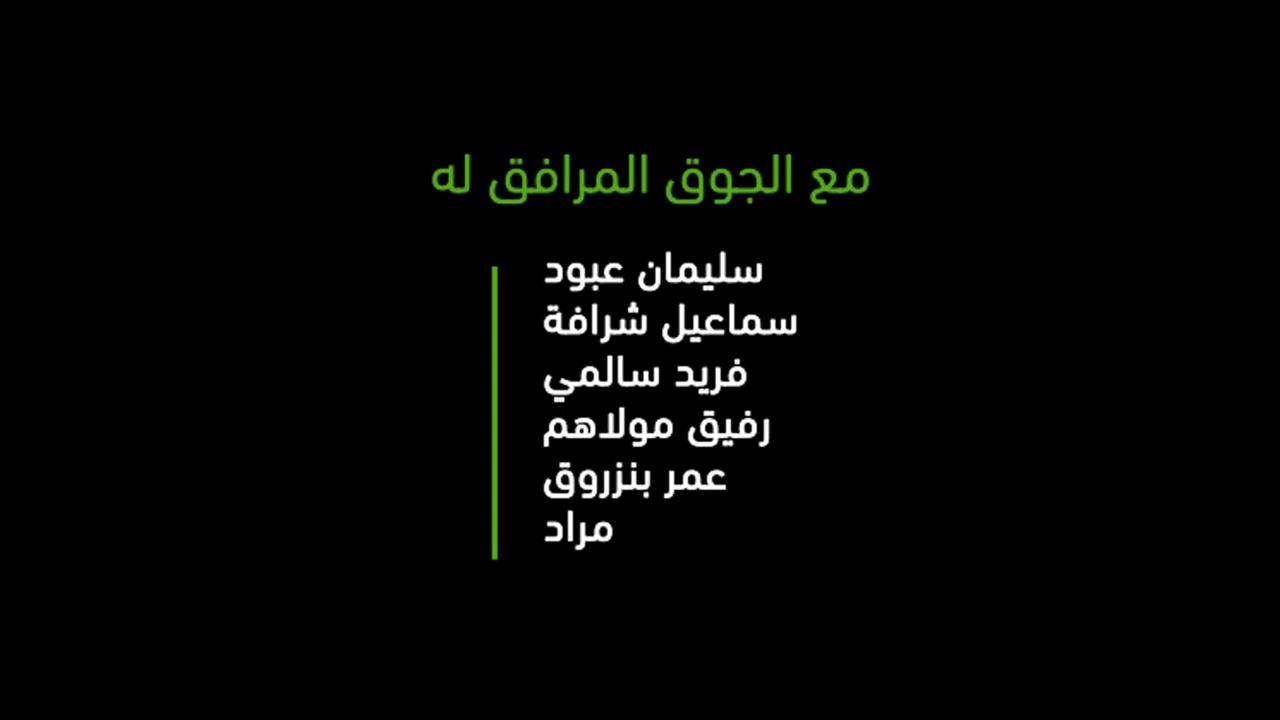 مع الجوق المرافق له
سليمان عبود
سماعيل شرافة
فريد سالمي
رفيق مولاهم
عمر بنزروق
مراد